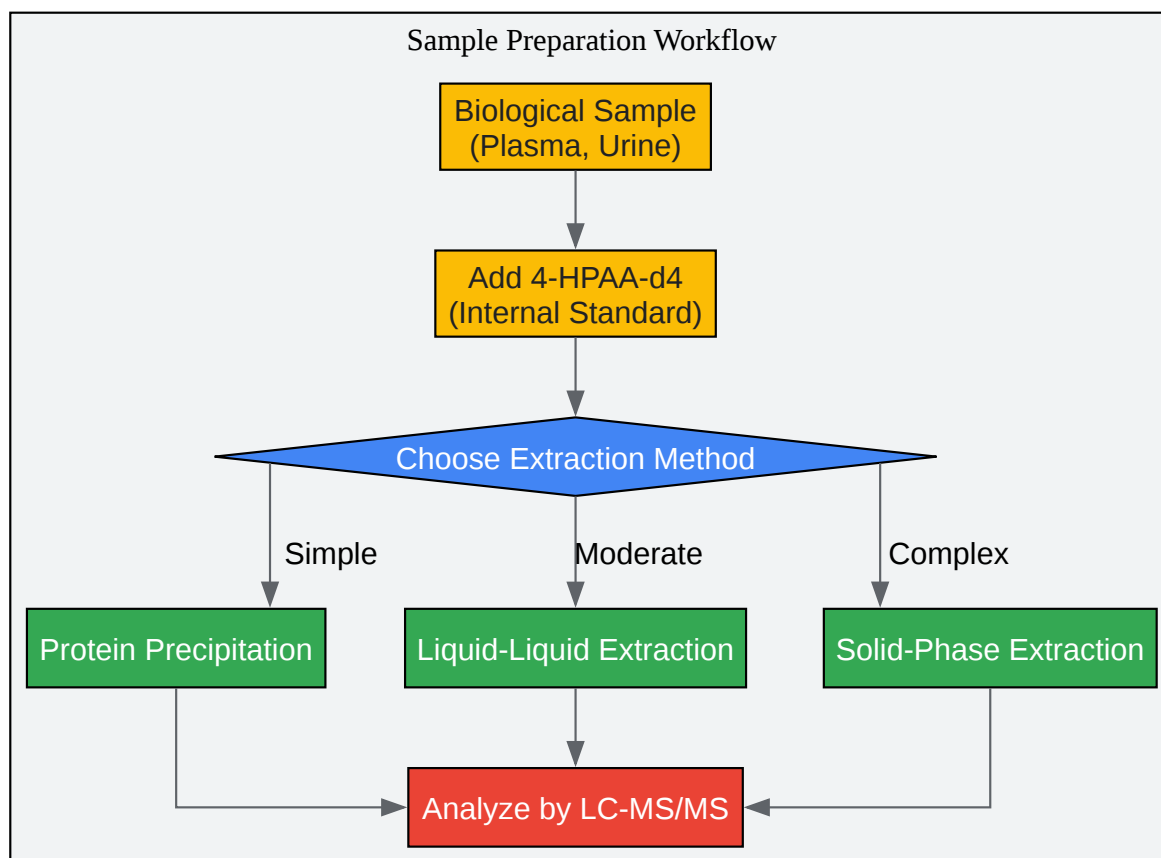 Sample Preparation Workflow
Biological Sample
(Plasma, Urine)
Add 4-HPAA-d4
(Internal Standard)
Choose Extraction Method
Simple
Moderate
Complex
Protein Precipitation
Liquid-Liquid Extraction
Solid-Phase Extraction
Analyze by LC-MS/MS